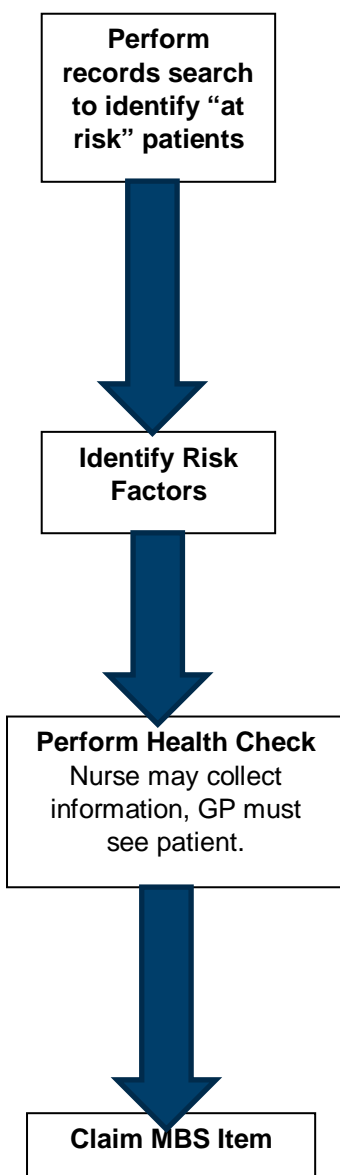 Perform
records search
to identify “at
risk” patients
Identify Risk
Factors
Perform Health Check
Nurse may collect
information, GP must
see patient.
Claim MBS Item